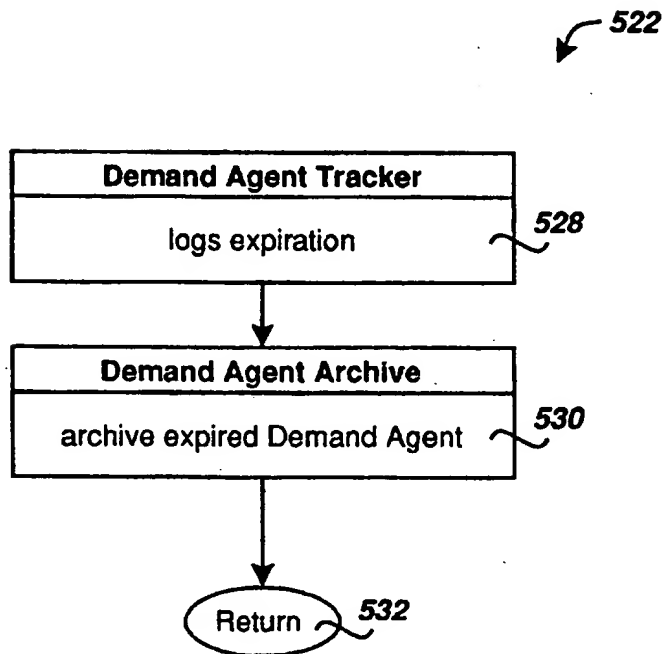 522
Demand Agent Tracker
logs expiration
528
Demand Agent Archive
archive expired Demand Agent
530
Return
532